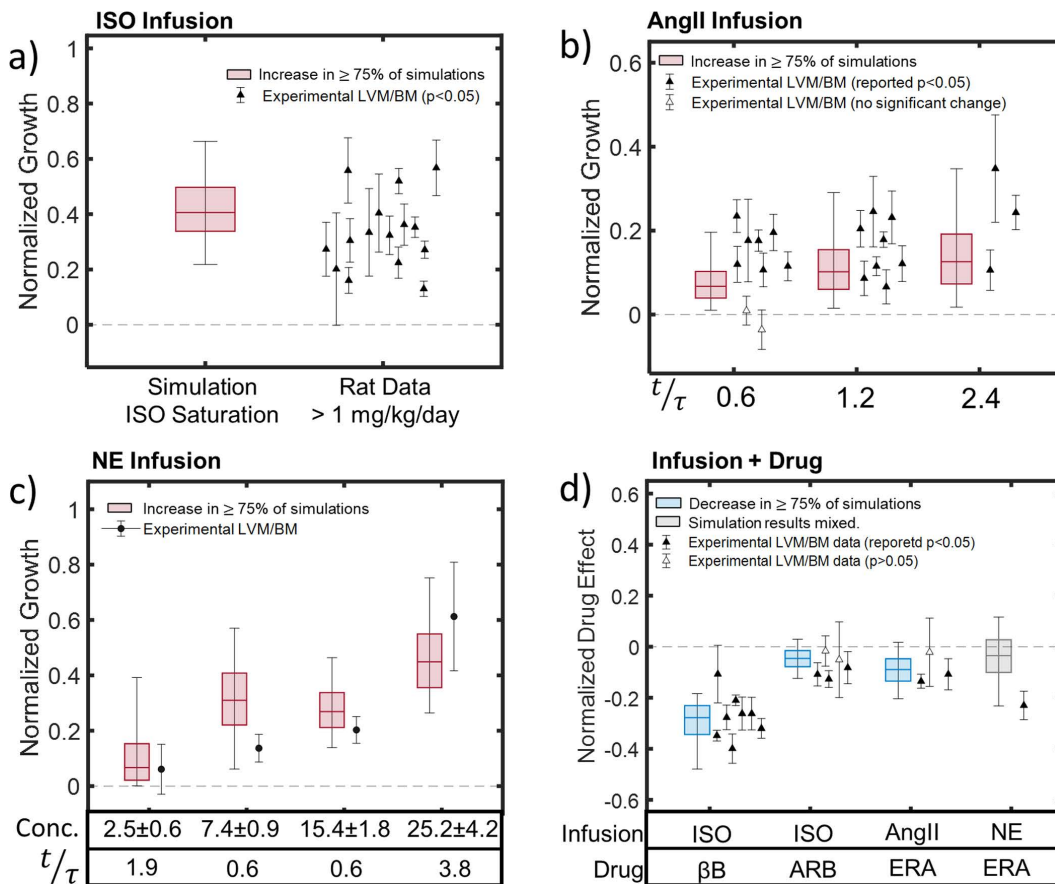 ISO Infusion
a)
1
0.8
0.6
0.4
0.2
0
Normalized Growth
Increase in ≥ 75% of simulations
Experimental LVM/BM (p<0.05)
Simulation
ISO Saturation
Rat Data
> 1 mg/kg/day
AngII Infusion
b)
0.6
0.4
0.2
0
Normalized Growth
Increase in ≥ 75% of simulations
Experimental LVM/BM (reported p<0.05)
Experimental LVM/BM (no significant change)
t/τ 0.6 1.2 2.4
NE Infusion
c)
1
0.8
0.6
0.4
0.2
0
Normalized Growth
Increase in ≥ 75% of simulations
Experimental LVM/BM
Conc. 2.5±0.6 7.4±0.9 15.4±1.8 25.2±4.2
t/τ 1.9 0.6 0.6 3.8
Infusion + Drug
d)
0.6
0.4
0.2
0
-0.2
-0.4
-0.6
Normalized Drug Effect
Decrease in ≥ 75% of simulations
Simulation results mixed.
Experimental LVM/BM data (reporetd p<0.05)
Experimental LVM/BM data (p>0.05)
Infusion ISO ISO AngII NE
Drug βB ARB ERA ERA